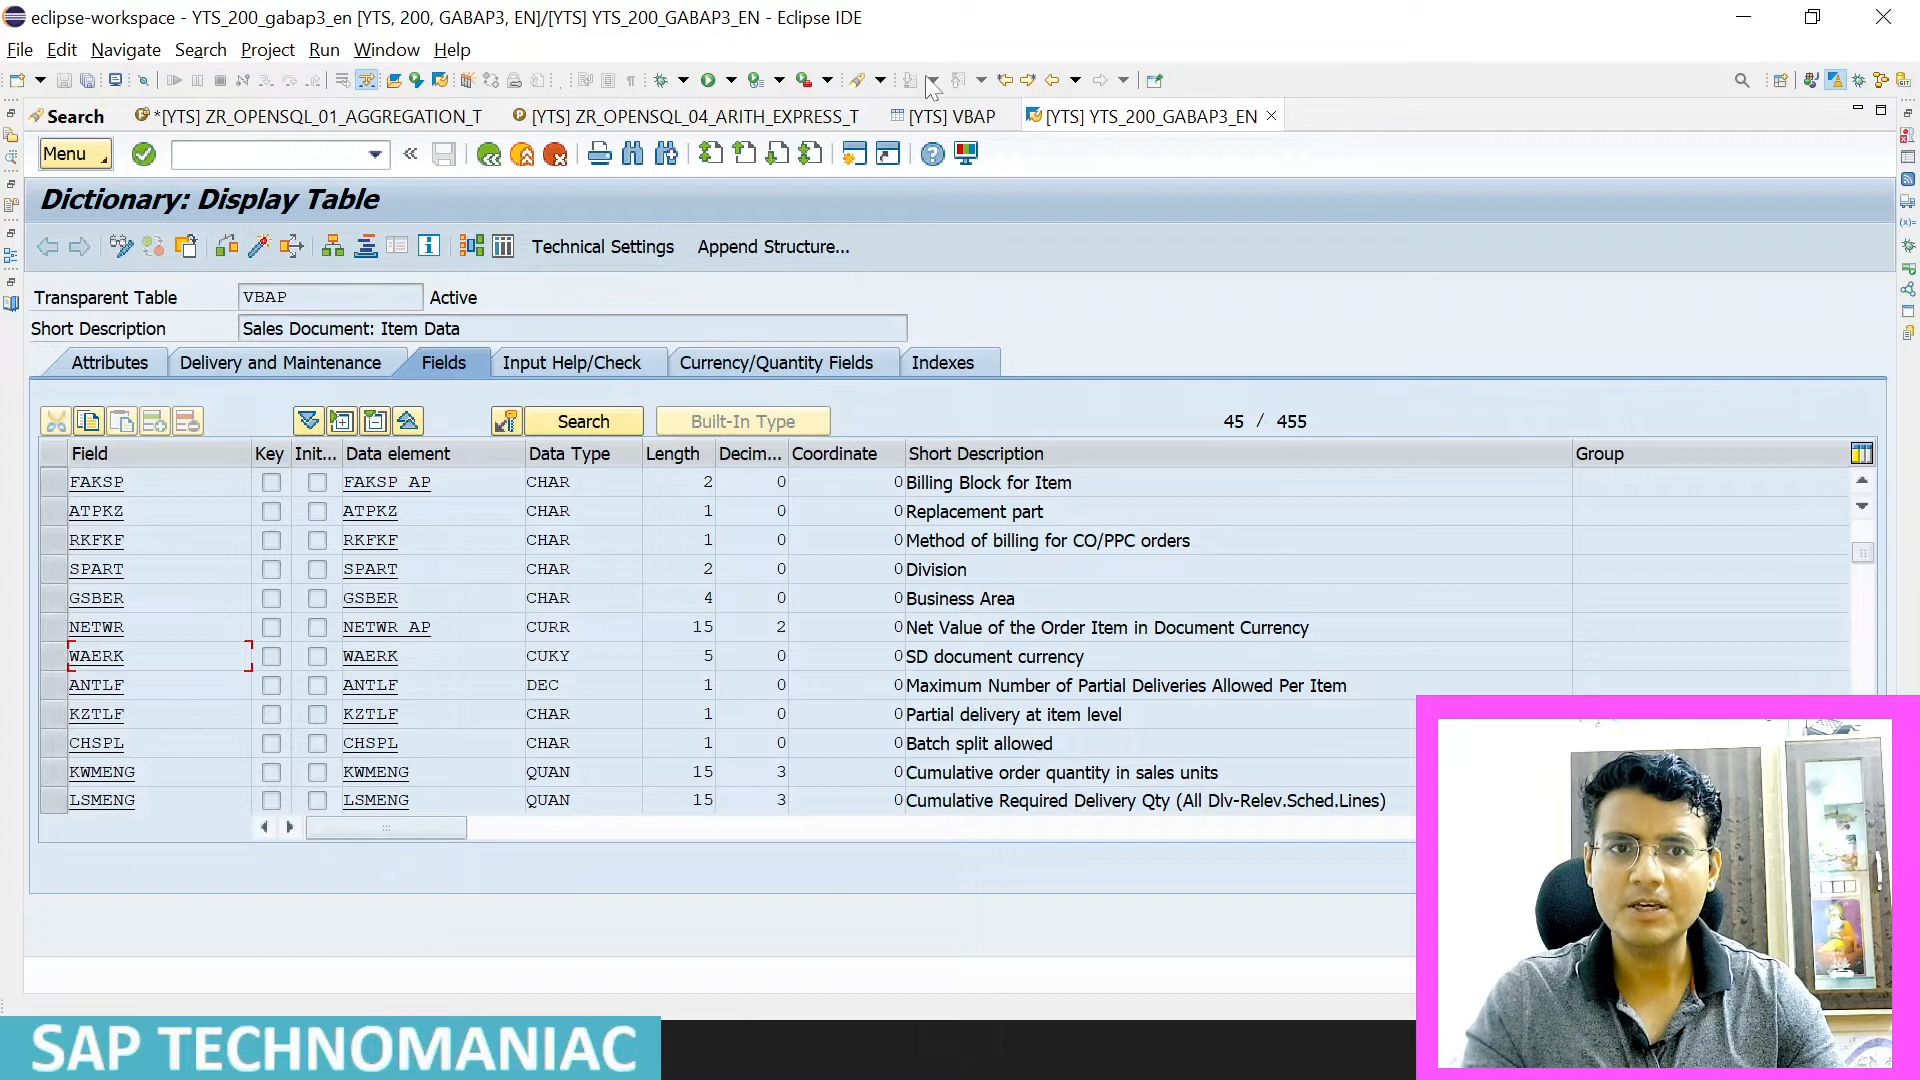 eclipse-workspace - YTS_200_gabap3_en [YTS, 200, GABAP3, EN]/[YTS] YTS_200_GABAP3_EN - Eclipse IDE
File Edit Navigate Search Project Run Window Help
Search *[YTS] ZR_OPENSQL_01_AGGREGATION_T [YTS] ZR_OPENSQL_04_ARITH_EXPRESS_T [YTS] VBAP [YTS] YTS_200_GABAP3_EN
Menu
Dictionary: Display Table
Technical Settings Append Structure...
Transparent Table VBAP Active
Short Description Sales Document: Item Data
Attributes Delivery and Maintenance Fields Input Help/Check Currency/Quantity Fields Indexes
Search Built-In Type 45 / 455
Field Key Init... Data element Data Type Length Decim... Coordinate Short Description Group
FAKSP FAKSP_AP CHAR 2 0 0 Billing Block for Item
ATPKZ ATPKZ CHAR 1 0 0 Replacement part
RKFKF RKFKF CHAR 1 0 0 Method of billing for CO/PPC orders
SPART SPART CHAR 2 0 0 Division
GSBER GSBER CHAR 4 0 0 Business Area
NETWR NETWR_AP CURR 15 2 0 Net Value of the Order Item in Document Currency
WAERK WAERK CUKY 5 0 0 SD document currency
ANTLF ANTLF DEC 1 0 0 Maximum Number of Partial Deliveries Allowed Per Item
KZTLF KZTLF CHAR 1 0 0 Partial delivery at item level
CHSPL CHSPL CHAR 1 0 0 Batch split allowed
KWMENG KWMENG QUAN 15 3 0 Cumulative order quantity in sales units
LSMENG LSMENG QUAN 15 3 0 Cumulative Required Delivery Qty (All Dlv-Relev.Sched.Lines)
SAP TECHNOMANIAC